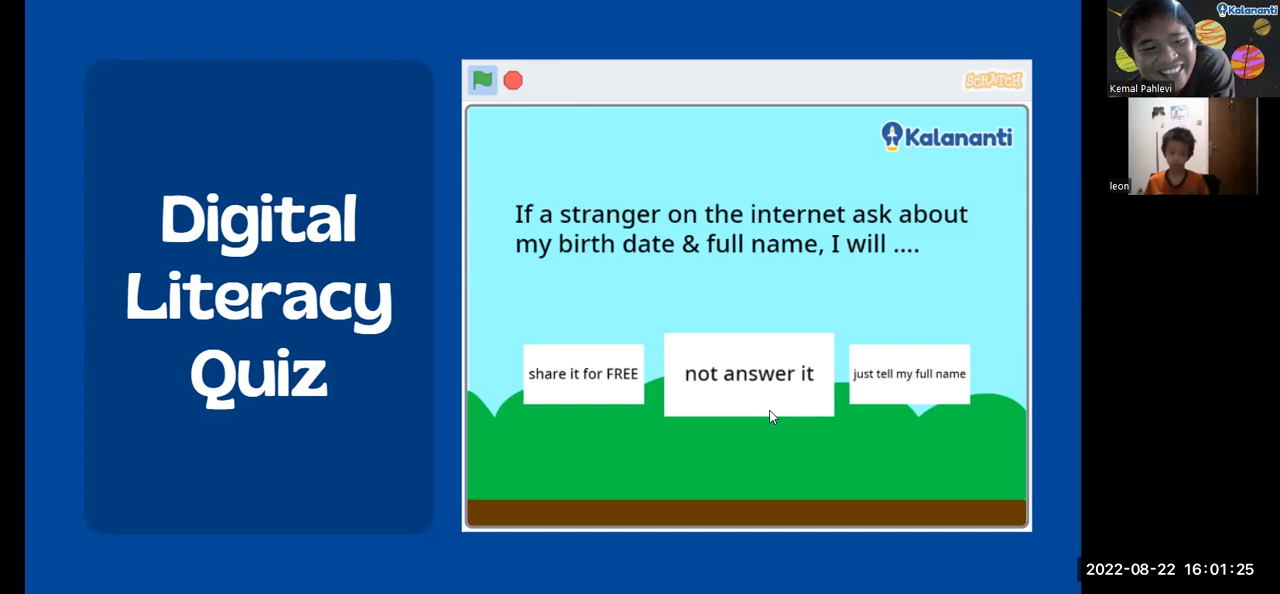 Digital
Literacy
Quiz
SCRATCH
Kalananti
If a stranger on the internet ask about
my birth date & full name, I will ....
share it for FREE
not answer it
just tell my full name
Kalananti
Kemal Pahlevi
leon
2022-08-22 16:01:25